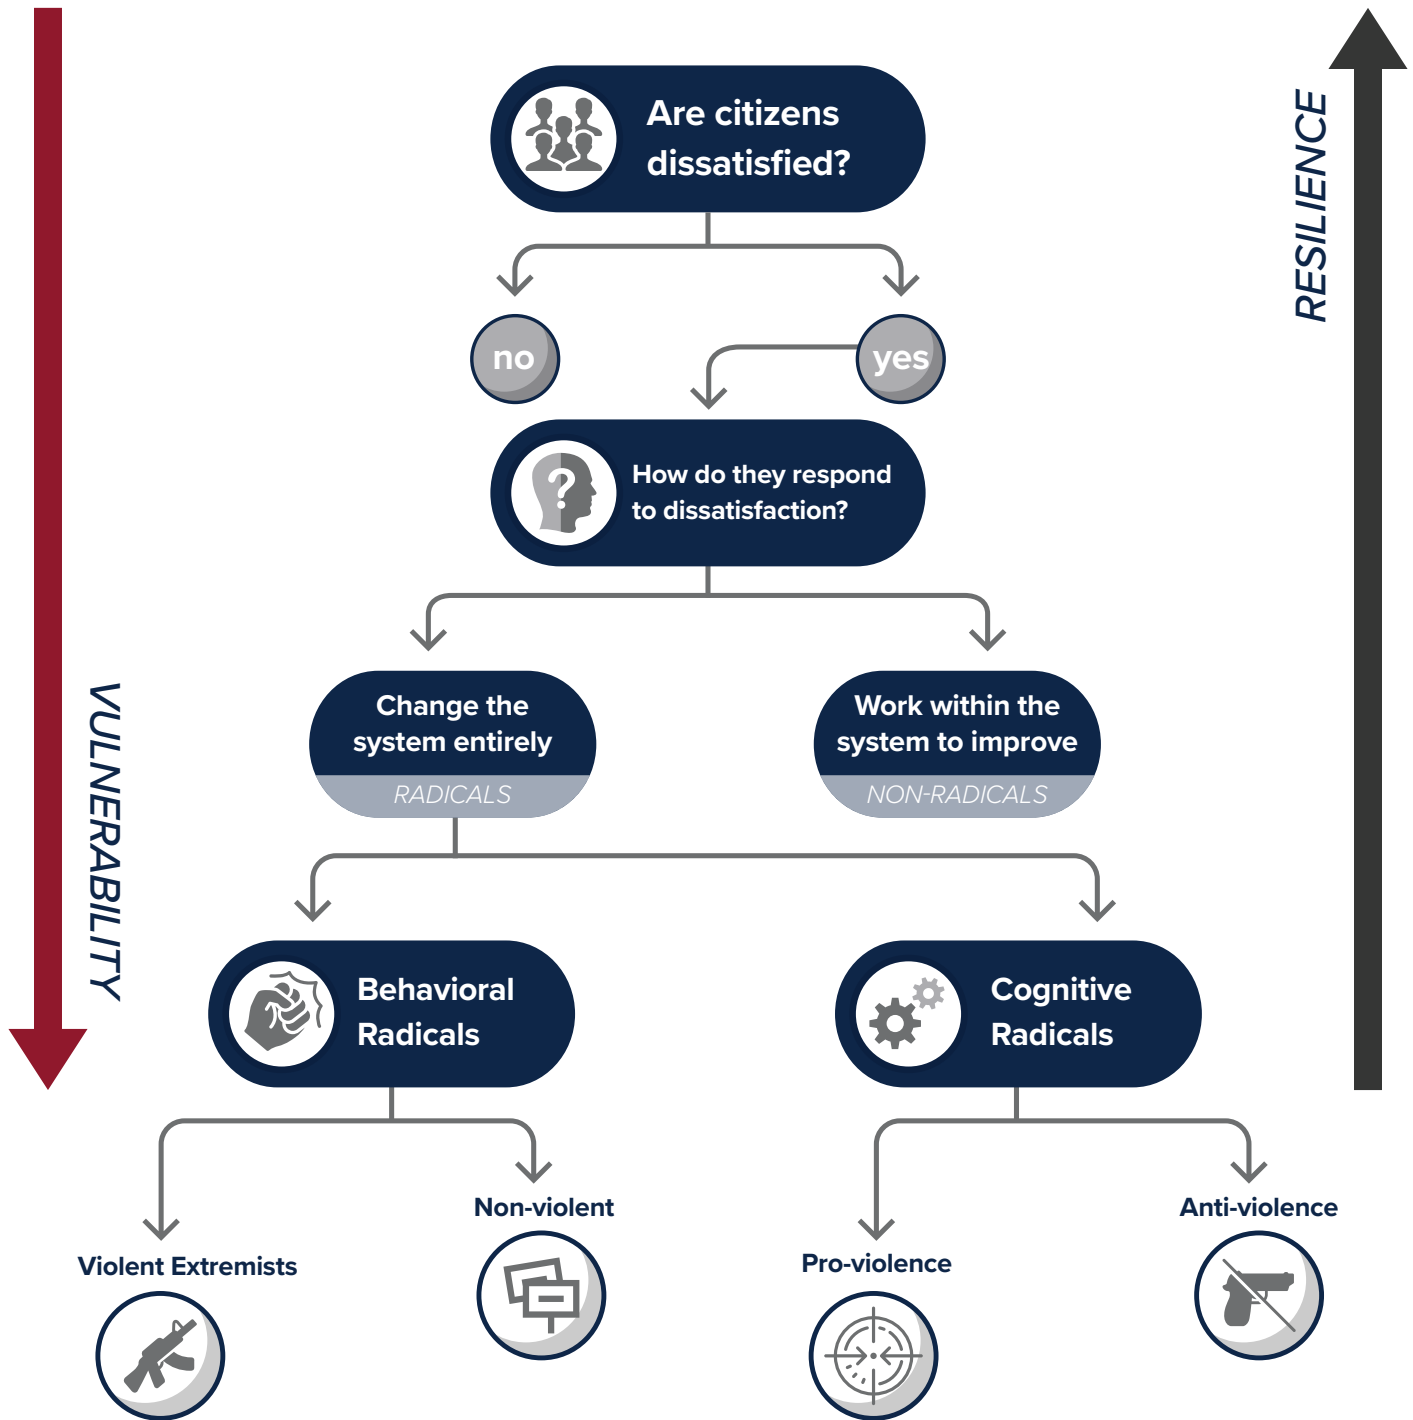 Are citizens
dissatisfied?
RESILIENCE
no
yes
How do they respond
to dissatisfaction?
Change the
system entirely
RADICALS
Work within the
system to improve
NON-RADICALS
VULNERABILITY
Behavioral
Radicals
Cognitive
Radicals
Violent Extremists
Non-violent
Pro-violence
Anti-violence